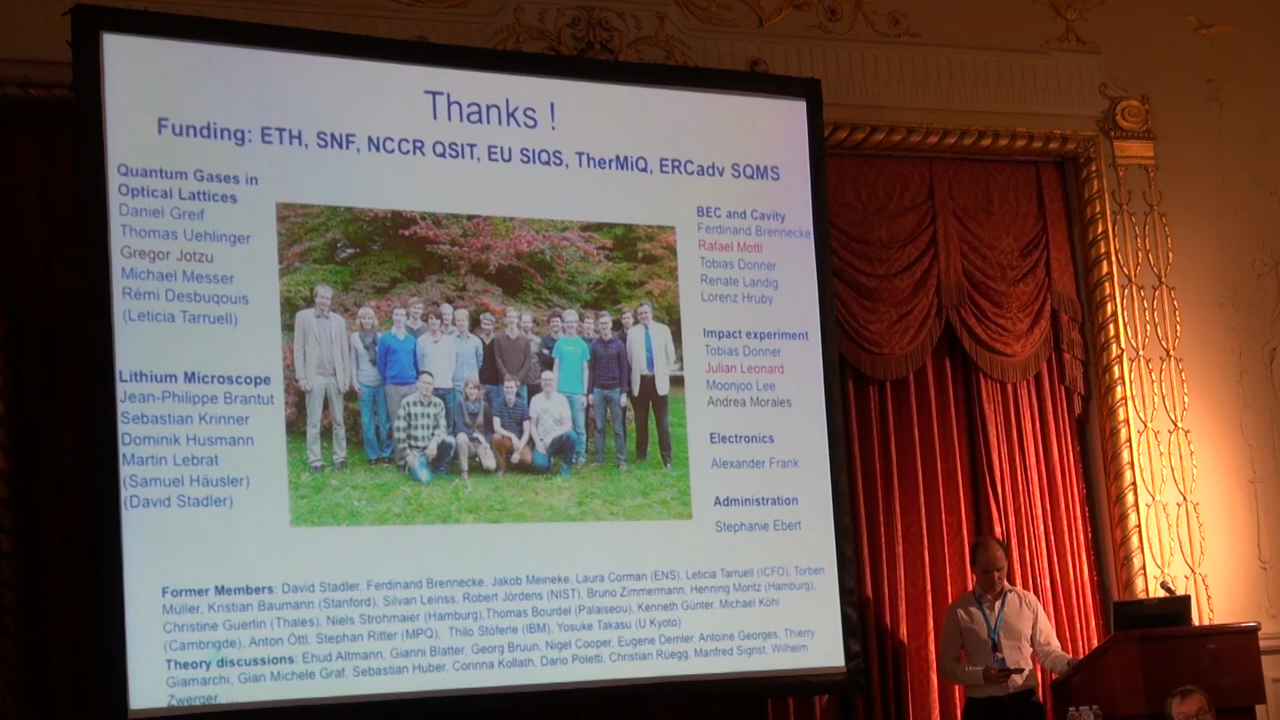 Thanks !
Funding: ETH, SNF, NCCR QSIT, EU SIQS, TherMiQ, ERCadv SQMS
Quantum Gases in
Optical Lattices
Daniel Greif
Thomas Uehlinger
Gregor Jotzu
Michael Messer
Rémi Desbuquois
(Leticia Tarruell)
Lithium Microscope
Jean-Philippe Brantut
Sebastian Krinner
Dominik Husmann
Martin Lebrat
(Samuel Häusler)
(David Stadler)
BEC and Cavity
Ferdinand Brennecke
Rafael Mottl
Tobias Donner
Renate Landig
Lorenz Hruby
Impact experiment
Tobias Donner
Julian Leonard
Moonjoo Lee
Andrea Morales
Electronics
Alexander Frank
Administration
Stephanie Ebert
Former Members: David Stadler, Ferdinand Brennecke, Jakob Meineke, Laura Corman (ENS), Leticia Tarruell (ICFO), Torben
Müller, Kristian Baumann (Stanford), Silvan Leinss, Robert Jördens (NIST), Bruno Zimmermann, Henning Moritz (Hamburg),
Christine Guerlin (Thales), Niels Strohmaier (Hamburg),Thomas Bourdel (Palaiseou), Kenneth Günter, Michael Köhl
(Cambrigde), Anton Öttl, Stephan Ritter (MPQ), Thilo Stöferle (IBM), Yosuke Takasu (U Kyoto)
Theory discussions: Ehud Altmann, Gianni Blatter, Georg Bruun, Nigel Cooper, Eugene Demler, Antoine Georges, Thierry
Giamarchi, Gian Michele Graf, Sebastian Huber, Corinna Kollath, Dario Poletti, Christian Rüegg, Manfred Sigrist, Wilhelm
Zwerger, ...